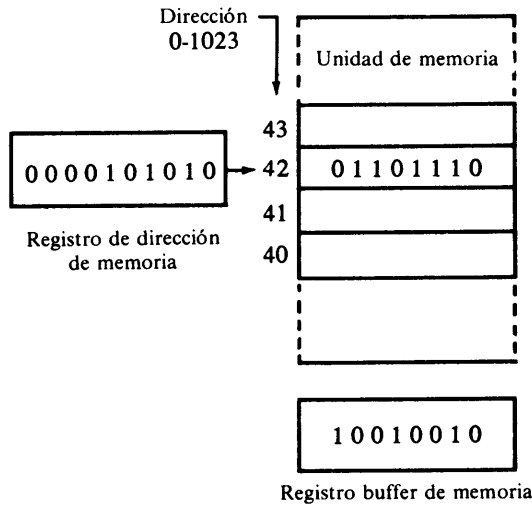 Dirección
0-1023
Unidad de memoria
43
0000101010
42
01101110
41
Registro de dirección
de memoria
40
10010010
Registro buffer de memoria